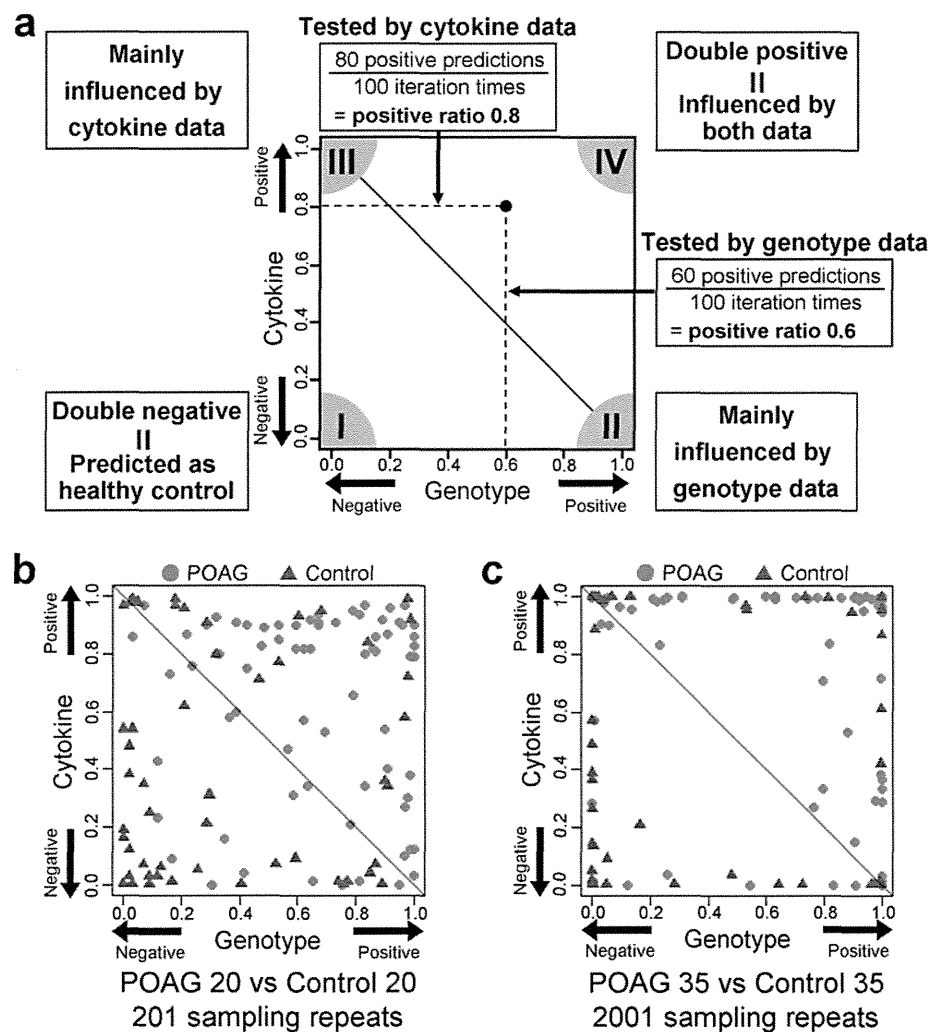 a
Mainly
influenced by
cytokine data
Tested by cytokine data
80 positive predictions
100 iteration times
= positive ratio 0.8
Double positive
II
Influenced by
both data
III
IV
I
II
Positive
Cytokine
Negative
1.0
0.8
0.6
0.4
0.2
0.0
0.0 0.2 0.4 0.6 0.8 1.0
Genotype
Negative
Positive
Tested by genotype data
60 positive predictions
100 iteration times
= positive ratio 0.6
Double negative
II
Predicted as
healthy control
Mainly
influenced by
genotype data
b
POAG Control
Positive
Cytokine
Negative
1.0
0.8
0.6
0.4
0.2
0.0
0.0 0.2 0.4 0.6 0.8 1.0
Genotype
Negative
Positive
POAG 20 vs Control 20
201 sampling repeats
c
POAG Control
Positive
Cytokine
Negative
1.0
0.8
0.6
0.4
0.2
0.0
0.0 0.2 0.4 0.6 0.8 1.0
Genotype
Negative
Positive
POAG 35 vs Control 35
2001 sampling repeats